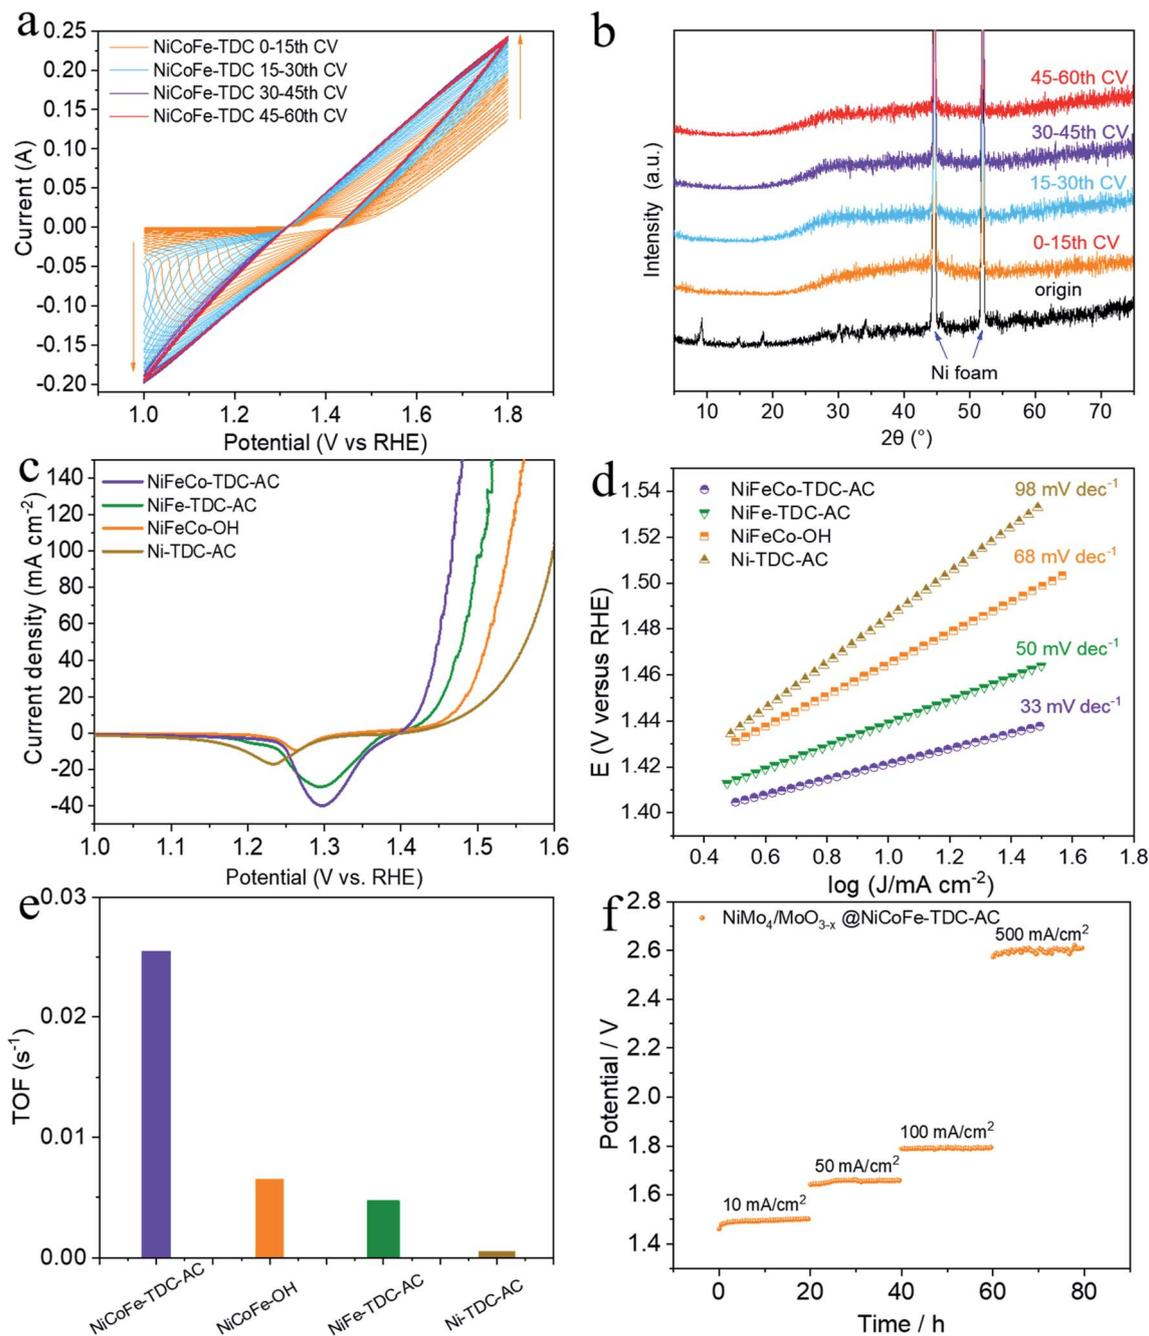 a
0.25
0.20
0.15
0.10
0.05
0.00
-0.05
-0.10
-0.15
-0.20
Current (A)
NiCoFe-TDC 0-15th CV
NiCoFe-TDC 15-30th CV
NiCoFe-TDC 30-45th CV
NiCoFe-TDC 45-60th CV
1.0 1.2 1.4 1.6 1.8
Potential (V vs RHE)
b
Intensity (a.u.)
45-60th CV
30-45th CV
15-30th CV
0-15th CV
origin
Ni foam
10 20 30 40 50 60 70
2θ (°)
c
140
120
100
80
60
40
20
0
-20
-40
Current density (mA cm-2)
NiFeCo-TDC-AC
NiFe-TDC-AC
NiFeCo-OH
Ni-TDC-AC
1.0 1.1 1.2 1.3 1.4 1.5 1.6
Potential (V vs. RHE)
d
1.54
1.52
1.50
1.48
1.46
1.44
1.42
1.40
E (V versus RHE)
NiFeCo-TDC-AC
NiFe-TDC-AC
NiFeCo-OH
Ni-TDC-AC
98 mV dec-1
68 mV dec-1
50 mV dec-1
33 mV dec-1
0.4 0.6 0.8 1.0 1.2 1.4 1.6 1.8
log (J/mA cm-2)
e
0.03
0.02
0.01
0.00
TOF (s-1)
NiCoFe-TDC-AC
NiCoFe-OH
NiFe-TDC-AC
Ni-TDC-AC
f
2.8
2.6
2.4
2.2
2.0
1.8
1.6
1.4
Potential / V
NiMo4/MoO3-x @NiCoFe-TDC-AC
500 mA/cm2
100 mA/cm2
50 mA/cm2
10 mA/cm2
0 20 40 60 80
Time / h